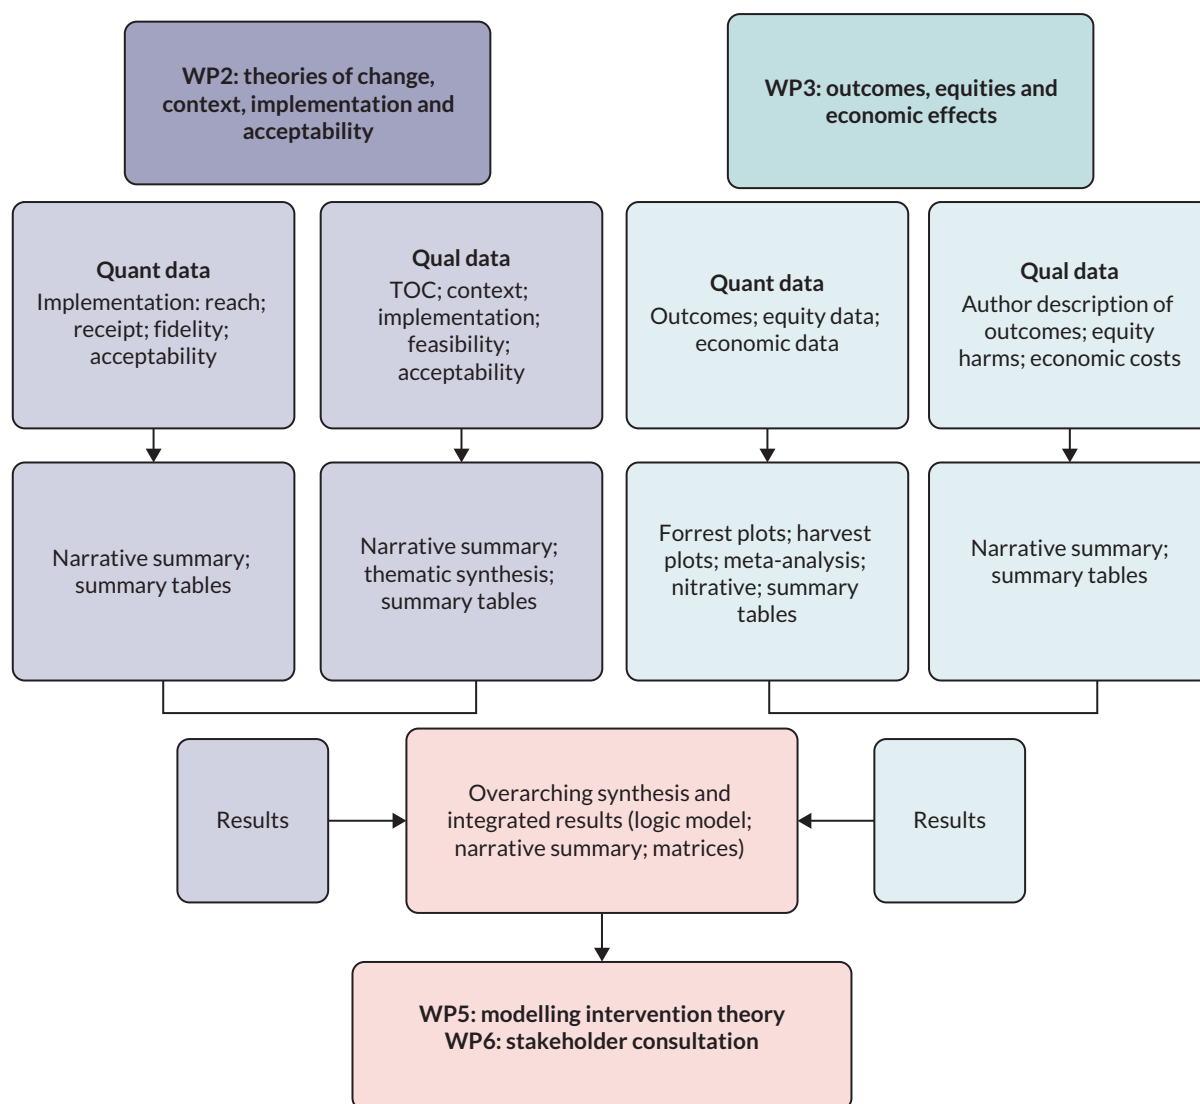 WP2: theories of change,
context, implementation and
acceptability
WP3: outcomes, equities and
economic effects
Quant data
Implementation: reach;
receipt; fidelity;
acceptability
Qual data
TOC; context;
implementation;
feasibility;
acceptability
Quant data
Outcomes; equity data;
economic data
Qual data
Author description of
outcomes; equity
harms; economic costs
Narrative summary;
summary tables
Narrative summary;
thematic synthesis;
summary tables
Forrest plots; harvest
plots; meta-analysis;
nitrative; summary
tables
Narrative summary;
summary tables
Results
Overarching synthesis and
integrated results (logic model;
narrative summary; matrices)
Results
WP5: modelling intervention theory
WP6: stakeholder consultation